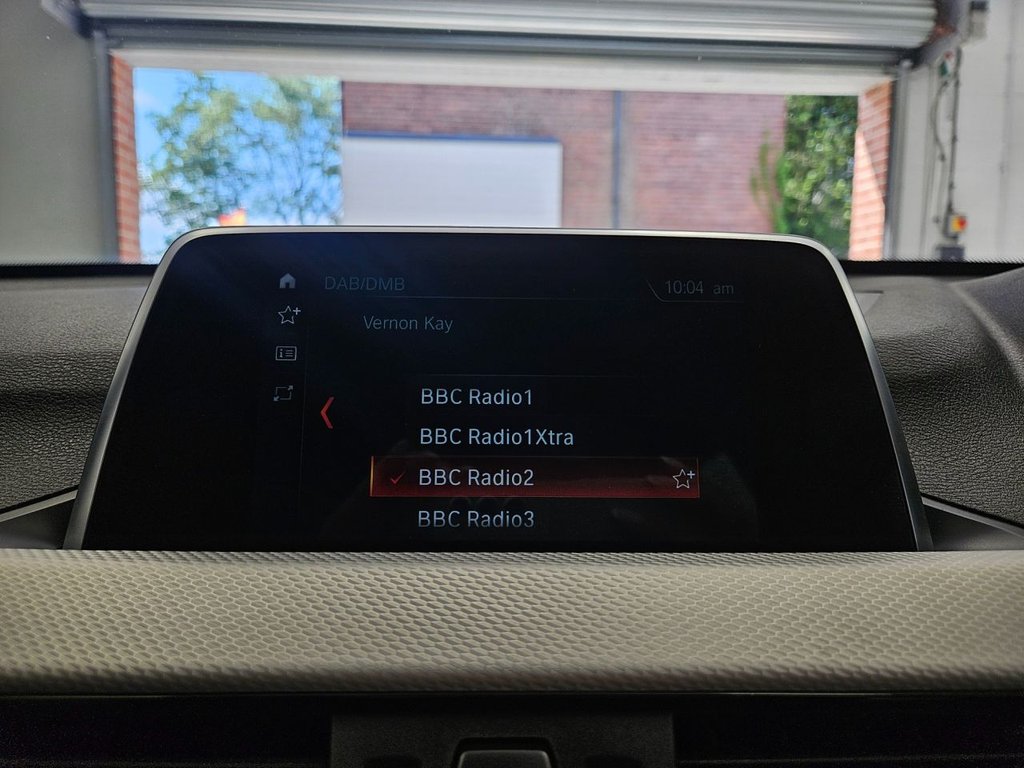 DAB/DMB
10:04 am
Vernon Kay
BBC Radio1
BBC Radio1Xtra
BBC Radio2
BBC Radio3